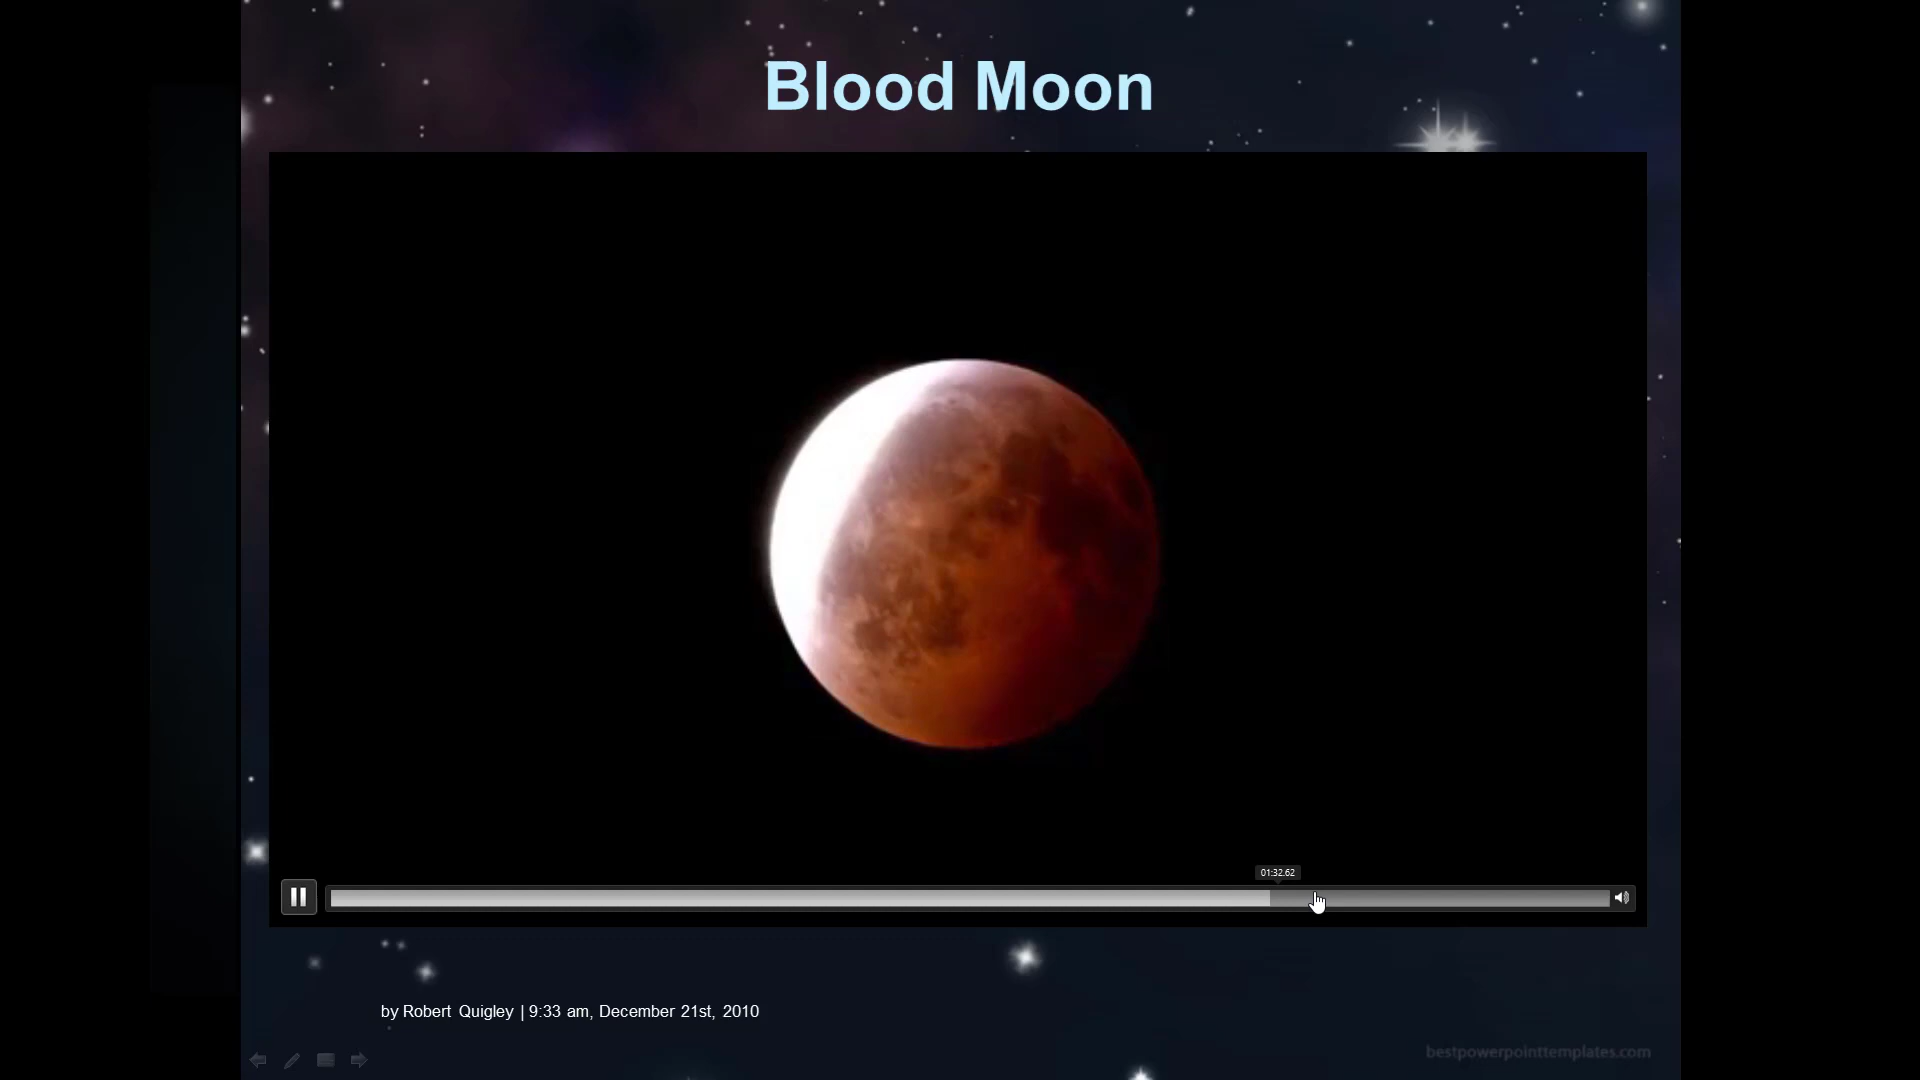 Blood Moon
01:32.62
by Robert Quigley | 9:33 am, December 21st, 2010
bestpowerpointtemplates.com